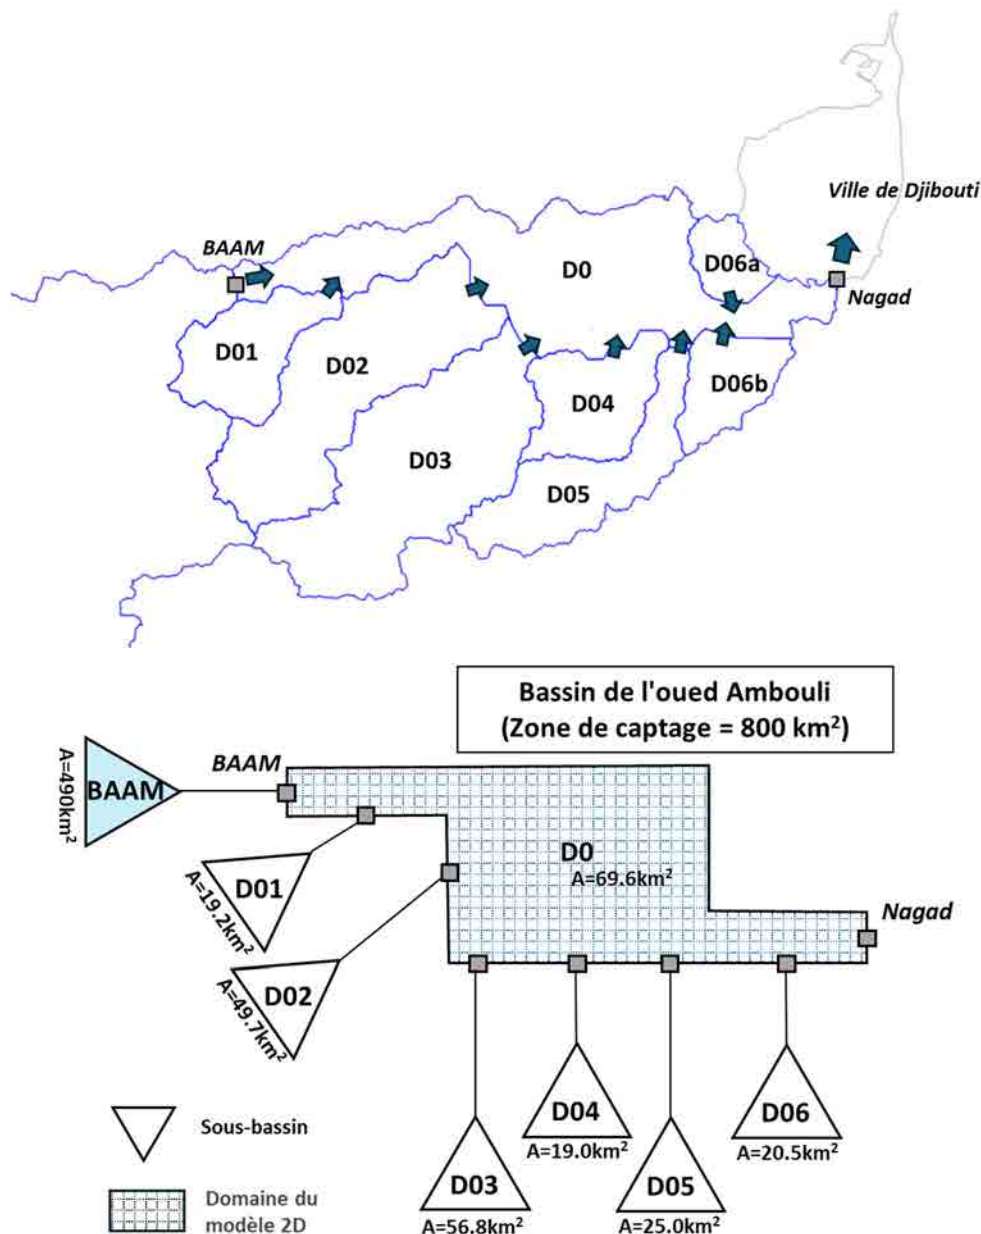 Ville de Djibouti
BAAM
D0
D06a
Nagad
D01
D02
D06b
D04
D03
D05
Bassin de l'oued Ambouli
(Zone de captage = 800 km²)
BAAM
A=490km²
BAAM
D0
A=69.6km²
D01
A=19.2km²
Nagad
D02
A=49.7km²
D04
A=19.0km²
D06
A=20.5km²
Sous-bassin
D03
A=56.8km²
D05
A=25.0km²
Domaine du
modèle 2D